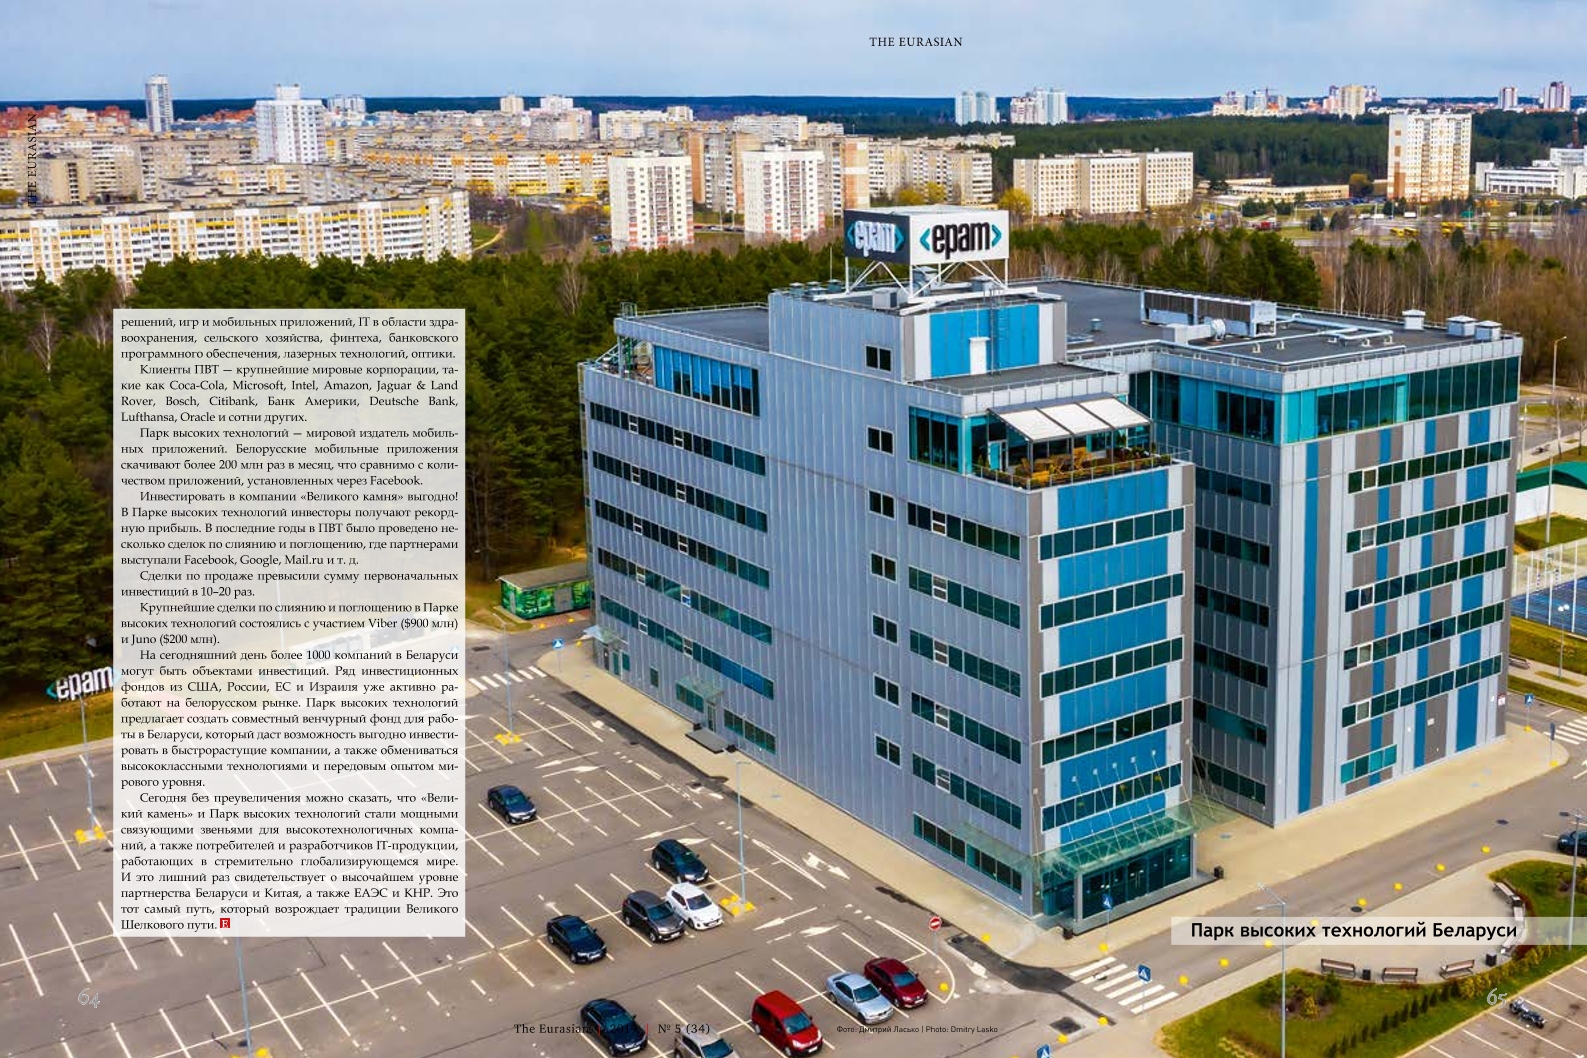 THE EURASIAN
THE EURASIAN
epam
epam
решений, игр и мобильных приложений, IT в области здра-
воохранения, сельского хозяйства, финтеха, банковского
программного обеспечения, лазерных технологий, оптики.
Клиенты ПВТ — крупнейшие мировые корпорации, та-
кие как Coca-Cola, Microsoft, Intel, Amazon, Jaguar & Land
Rover, Bosch, Citibank, Банк Америки, Deutsche Bank,
Lufthansa, Oracle и сотни других.
Парк высоких технологий — мировой издатель мобиль-
ных приложений. Белорусские мобильные приложения
скачивают более 200 млн раз в месяц, что сравнимо с коли-
чеством приложений, установленных через Facebook.
Инвестировать в компании «Великого камня» выгодно!
В Парке высоких технологий инвесторы получают рекорд-
ную прибыль. В последние годы в ПВТ было проведено не-
сколько сделок по слиянию и поглощению, где партнерами
выступали Facebook, Google, Mail.ru и т. д.
Сделки по продаже превысили сумму первоначальных
инвестиций в 10–20 раз.
Крупнейшие сделки по слиянию и поглощению в Парке
высоких технологий состоялись с участием Viber ($900 млн)
и Juno ($200 млн).
На сегодняшний день более 1000 компаний в Беларуси
могут быть объектами инвестиций. Ряд инвестиционных
фондов из США, России, ЕС и Израиля уже активно ра-
ботают на белорусском рынке. Парк высоких технологий
предлагает создать совместный венчурный фонд для рабо-
ты в Беларуси, который даст возможность выгодно инвести-
ровать в быстрорастущие компании, а также обмениваться
высококлассными технологиями и передовым опытом ми-
рового уровня.
Сегодня без преувеличения можно сказать, что «Вели-
кий камень» и Парк высоких технологий стали мощными
связующими звеньями для высокотехнологичных компа-
ний, а также потребителей и разработчиков IT-продукции,
работающих в стремительно глобализирующемся мире.
И это лишний раз свидетельствует о высочайшем уровне
партнерства Беларуси и Китая, а также ЕАЭС и КНР. Это
тот самый путь, который возрождает традиции Великого
Шелкового пути. E
epam
Парк высоких технологий Беларуси
64
65
The Eurasian | № 5 (34)
Фото: Дмитрий Ласько | Photo: Dmitry Lasko